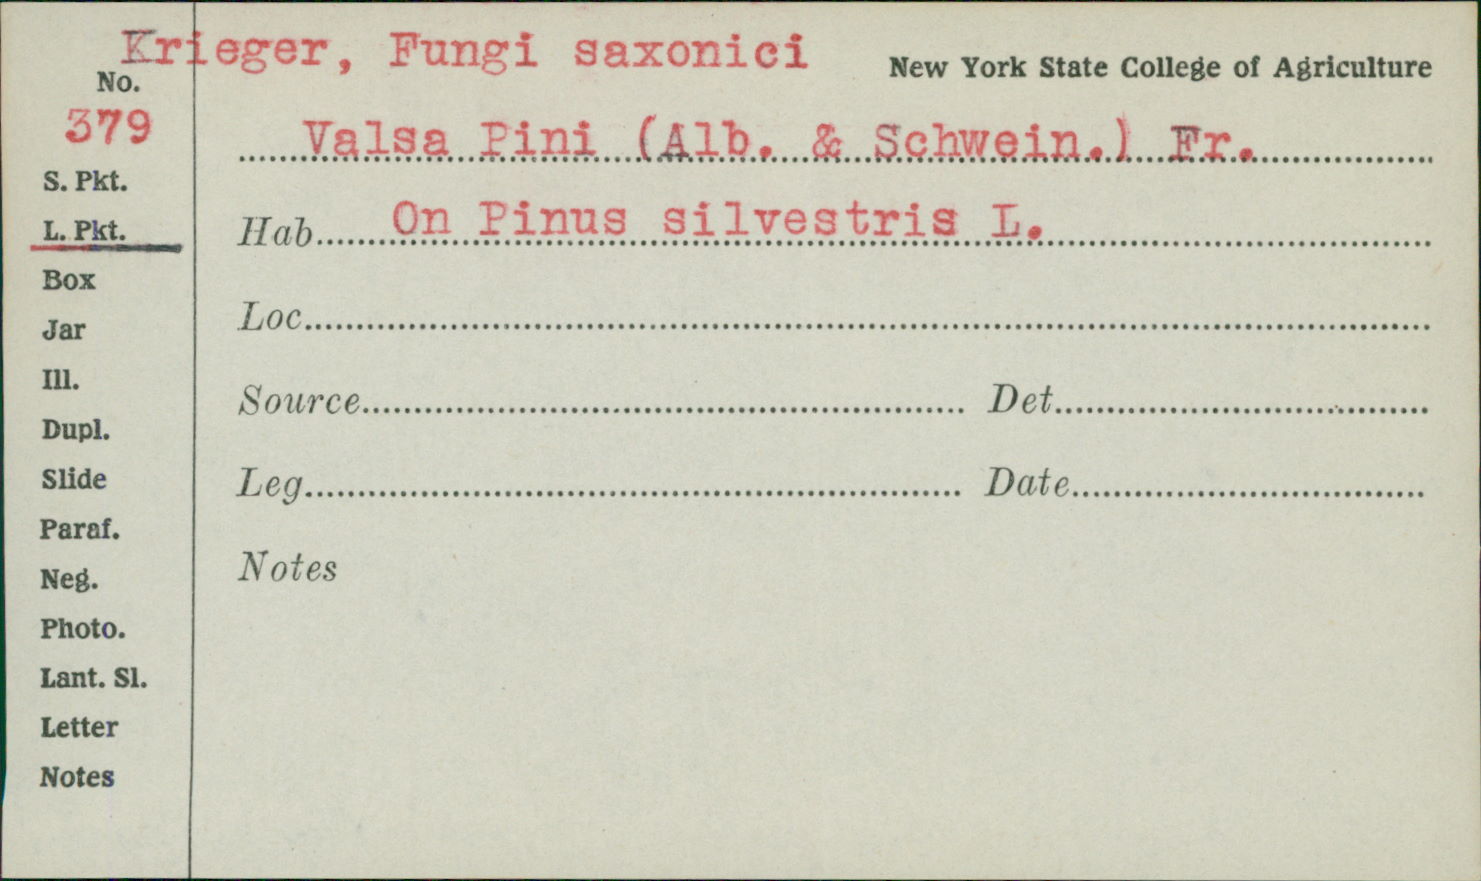 Krieger, Fungi saxonici
New York State College of Agriculture
No.
379
Valsa Pini (Alb. & Schwein.) Fr.
S. Pkt.
L. Pkt.
Hab. On Pinus silvestris L.
Box
Loc.
Jar
Ill.
Source Det.
Dupl.
Slide
Leg. Date
Paraf.
Notes
Neg.
Photo.
Lant. Sl.
Letter
Notes